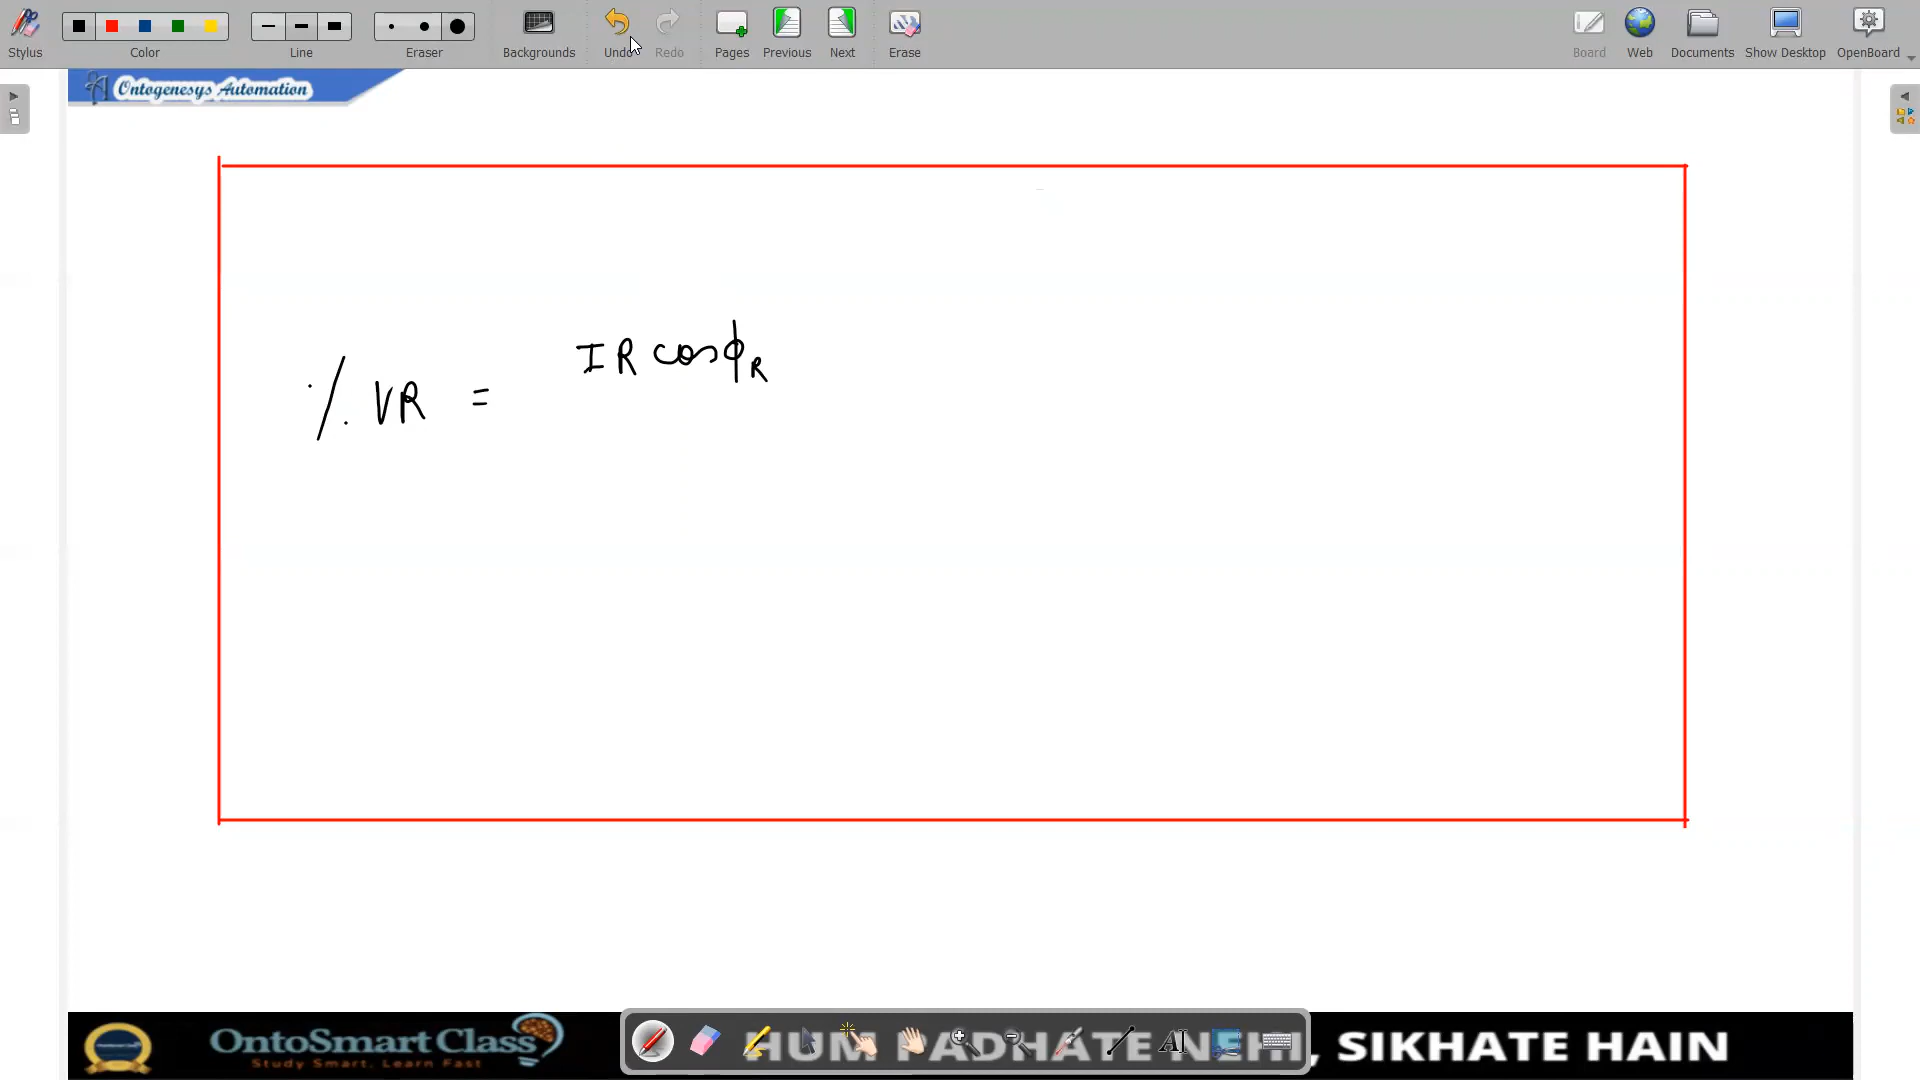 Stylus
Color
Line
Eraser
Backgrounds
Undo
Redo
Pages
Previous
Next
Erase
Board
Web
Documents
Show Desktop
OpenBoard
Ontogenesys Automation
% VR = IR cosϕR
OntoSmart Class
Study Smart, Learn Fast
HUM PADHATE NEHI, SIKHATE HAIN